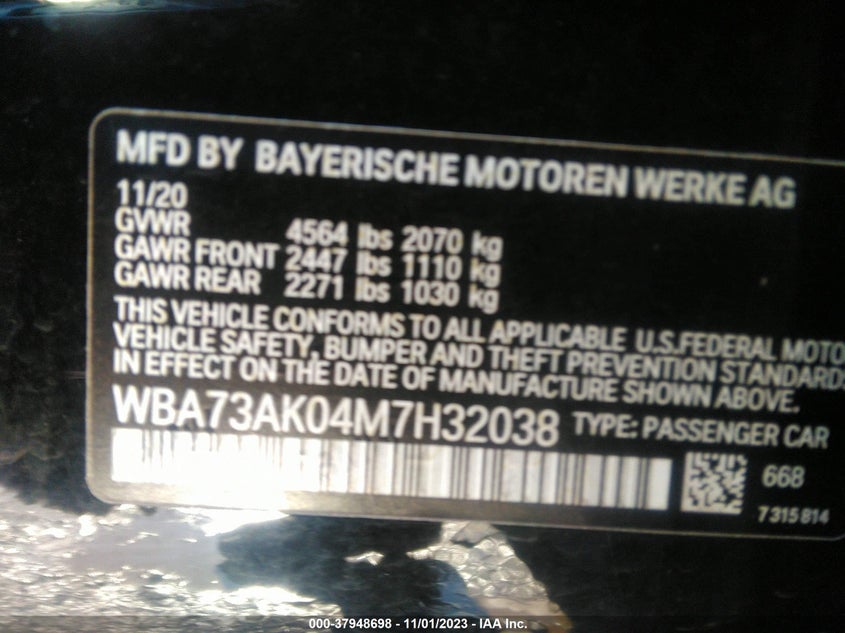 MFD BY BAYERISCHE MOTOREN WERKE AG
11/20
GVWR 4564 lbs 2070 kg
GAWR FRONT 2447 lbs 1110 kg
GAWR REAR 2271 lbs 1030 kg
THIS VEHICLE CONFORMS TO ALL APPLICABLE U.S.FEDERAL MOTO
VEHICLE SAFETY, BUMPER AND THEFT PREVENTION STANDARD
IN EFFECT ON THE DATE OF MANUFACTURE SHOWN ABOVE.
WBA73AK04M7H32038 TYPE: PASSENGER CAR
668
7315814
000-37948698 - 11/01/2023 - IAA Inc.